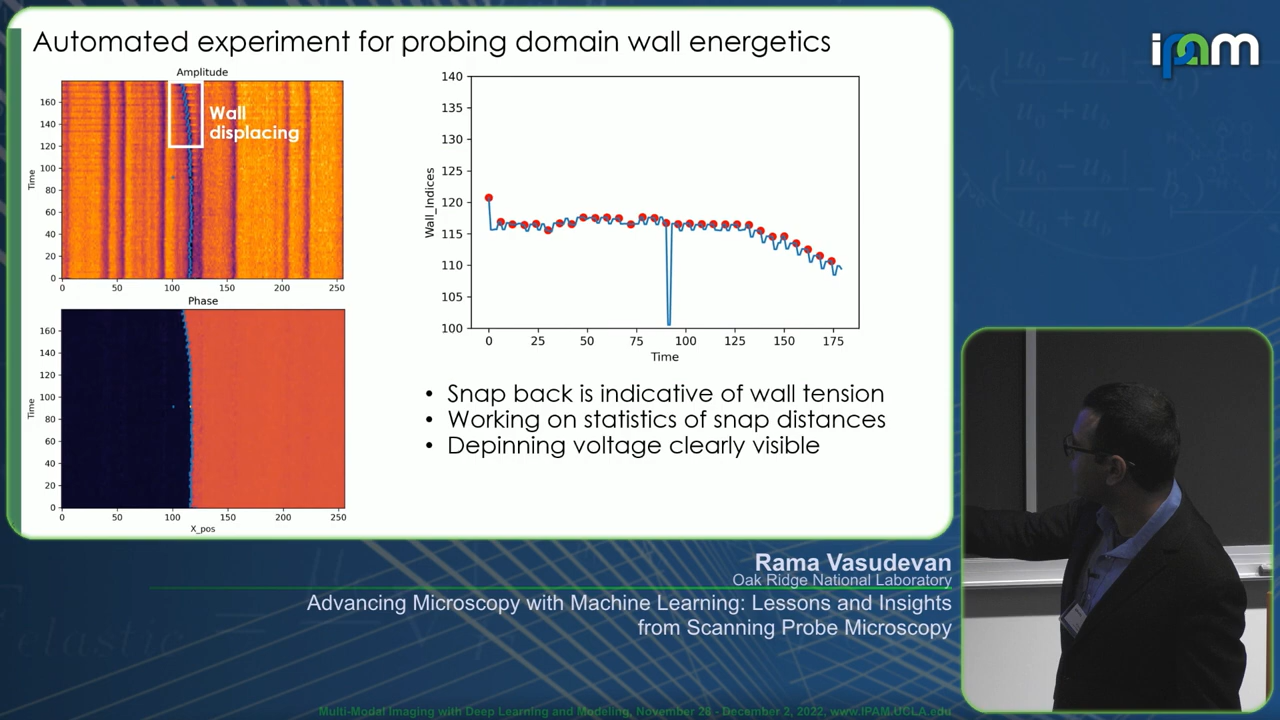 Automated experiment for probing domain wall energetics
ipam
Amplitude
Wall
displacing
Time
160
140
120
100
80
60
40
20
0
0 50 100 150 200 250
Phase
Time
160
140
120
100
80
60
40
20
0
0 50 100 150 200 250
X_pos
Wall_Indices
140
135
130
125
120
115
110
105
100
0 25 50 75 100 125 150 175
Time
• Snap back is indicative of wall tension
• Working on statistics of snap distances
• Depinning voltage clearly visible
Rama Vasudevan
Oak Ridge National Laboratory
Advancing Microscopy with Machine Learning: Lessons and Insights
from Scanning Probe Microscopy
Multi-Modal Imaging with Deep Learning and Modeling, November 28 - December 2, 2022, www.IPAM.UCLA.edu